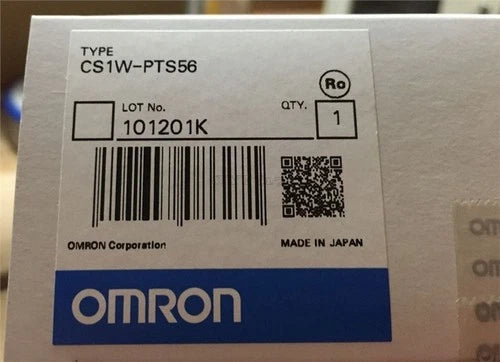 TYPE
CS1W-PTS56
Ro
LOT No.
QTY.
101201K
1
OMRON Corporation
MADE IN JAPAN
OMRON